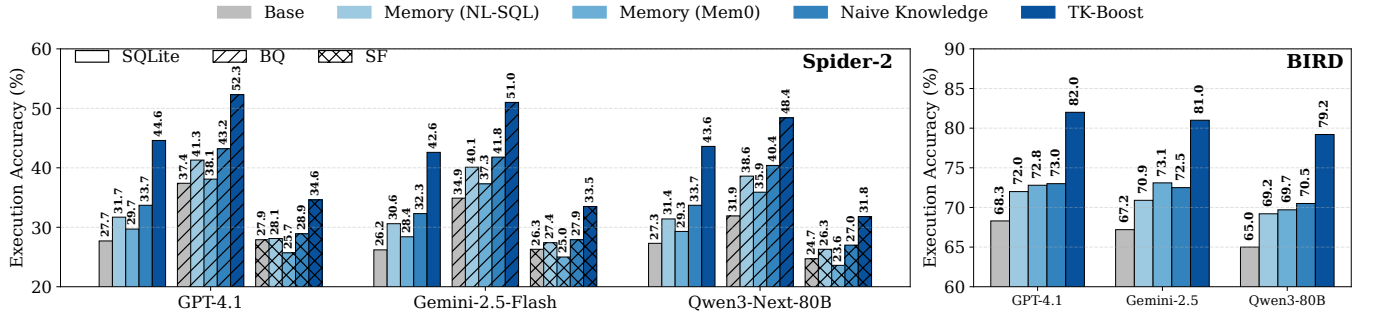 Base Memory (NL-SQL) Memory (Mem0) Naive Knowledge TK-Boost
Execution Accuracy (%)
60
50
40
30
20
SQLite BQ SF
Spider-2
27.7 31.7 29.7 33.7 44.6 37.4 41.3 38.1 43.2 52.3 27.9 28.1 25.7 28.9 34.6
26.2 30.6 28.4 32.3 42.6 34.9 40.1 37.3 41.8 51.0 26.3 27.4 25.0 27.9 33.5
27.3 31.4 29.3 33.7 43.6 31.9 38.6 35.9 40.4 48.4 24.7 26.3 23.6 27.0 31.8
GPT-4.1 Gemini-2.5-Flash Qwen3-Next-80B
Execution Accuracy (%)
90
85
80
75
70
65
60
BIRD
68.3 72.0 72.8 73.0 82.0
67.2 70.9 73.1 72.5 81.0
65.0 69.2 69.7 70.5 79.2
GPT-4.1 Gemini-2.5 Qwen3-80B